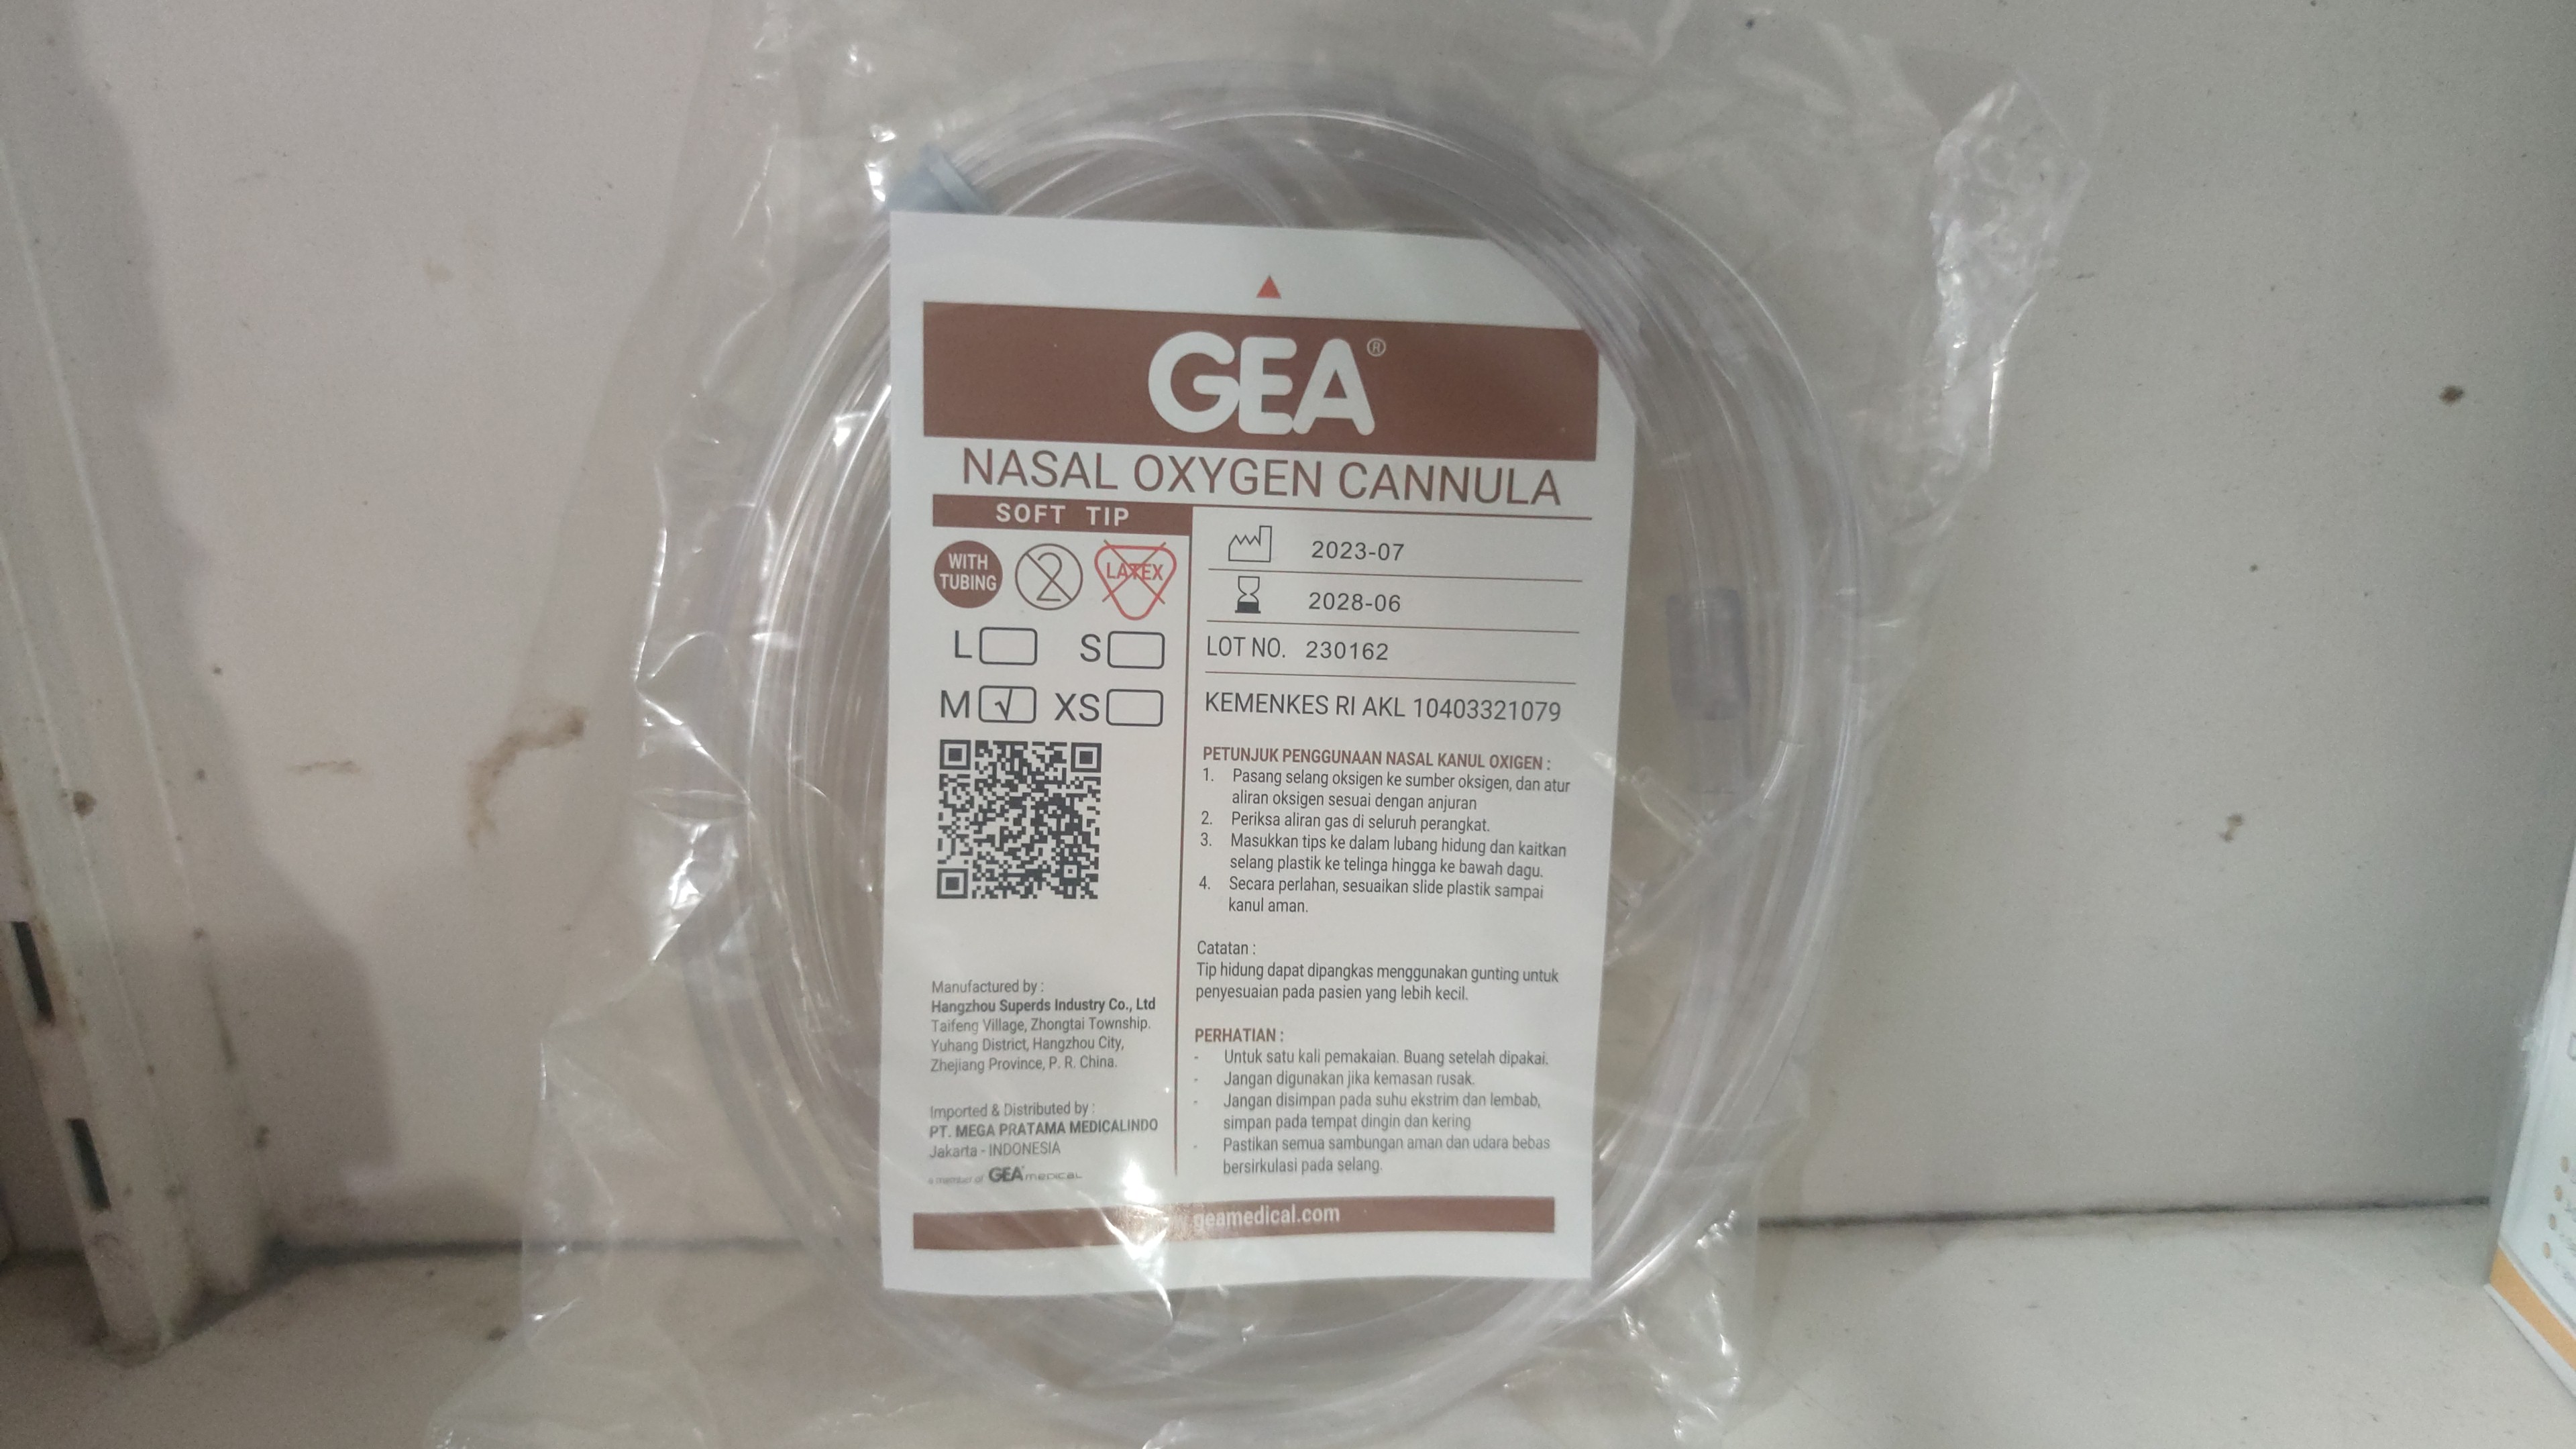 GEA®
NASAL OXYGEN CANNULA
SOFT TIP
WITH
TUBING
2
LATEX
L
S
M √
XS
2023-07
2028-06
LOT NO. 230162
KEMENKES RI AKL 10403321079
PETUNJUK PENGGUNAAN NASAL KANUL OXIGEN :
1. Pasang selang oksigen ke sumber oksigen, dan atur
aliran oksigen sesuai dengan anjuran
2. Periksa aliran gas di seluruh perangkat.
3. Masukkan tips ke dalam lubang hidung dan kaitkan
selang plastik ke telinga hingga ke bawah dagu.
4. Secara perlahan, sesuaikan slide plastik sampai
kanul aman.
Catatan :
Tip hidung dapat dipangkas menggunakan gunting untuk
penyesuaian pada pasien yang lebih kecil.
PERHATIAN :
- Untuk satu kali pemakaian. Buang setelah dipakai.
- Jangan digunakan jika kemasan rusak.
- Jangan disimpan pada suhu ekstrim dan lembab,
simpan pada tempat dingin dan kering
- Pastikan semua sambungan aman dan udara bebas
bersirkulasi pada selang.
Manufactured by :
Hangzhou Superds Industry Co., Ltd
Taifeng Village, Zhongtai Township.
Yuhang District, Hangzhou City,
Zhejiang Province, P. R. China.
Imported & Distributed by :
PT. MEGA PRATAMA MEDICALINDO
Jakarta - INDONESIA
a member of GEA MEDICAL
geamedical.com